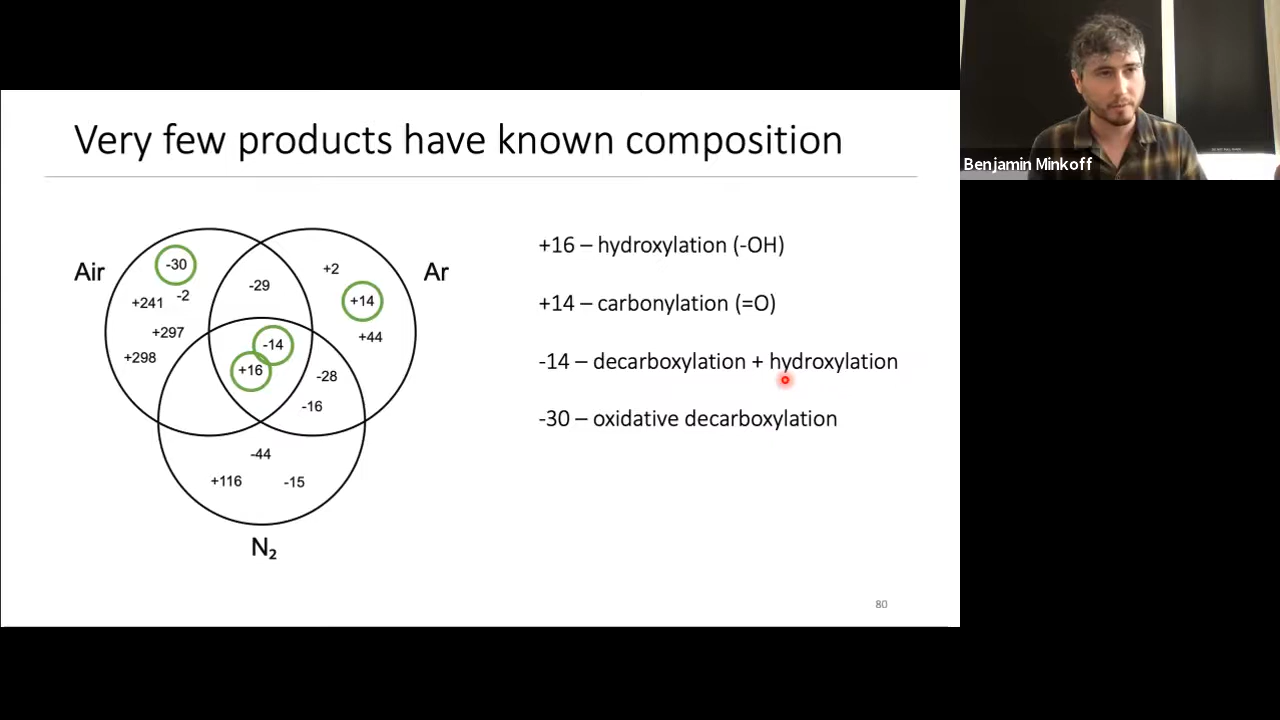 Very few products have known composition
Air
Ar
-30
+241
-2
+297
+298
-29
+2
+14
+44
-14
+16
-28
-16
-44
+116
-15
N₂
+16 – hydroxylation (-OH)
+14 – carbonylation (=O)
-14 – decarboxylation + hydroxylation
-30 – oxidative decarboxylation
80
Benjamin Minkoff